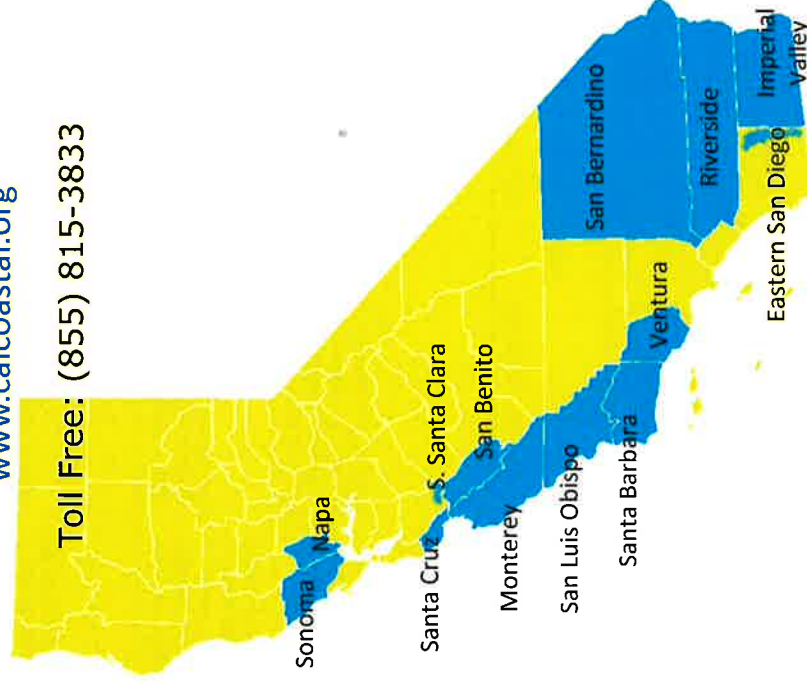 www.calcoastal.org
Toll Free: (855) 815-3833
Sonoma
Napa
Santa Cruz
S. Santa Clara
San Benito
Monterey
San Luis Obispo
Santa Barbara
Ventura
San Bernardino
Riverside
Imperial
Valley
Eastern San Diego